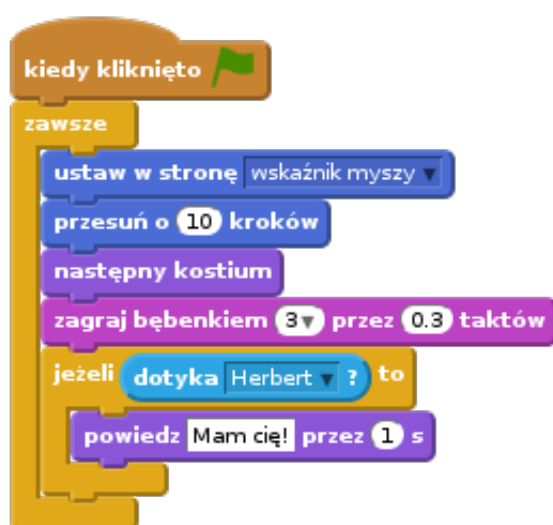 kiedy kliknięto
zawsze
ustaw w stronę wskaźnik myszy
przesuń o 10 kroków
następny kostium
zagraj bębenkiem 3 przez 0.3 taktów
jeżeli dotyka Herbert ? to
powiedz Mam cię! przez 1 s